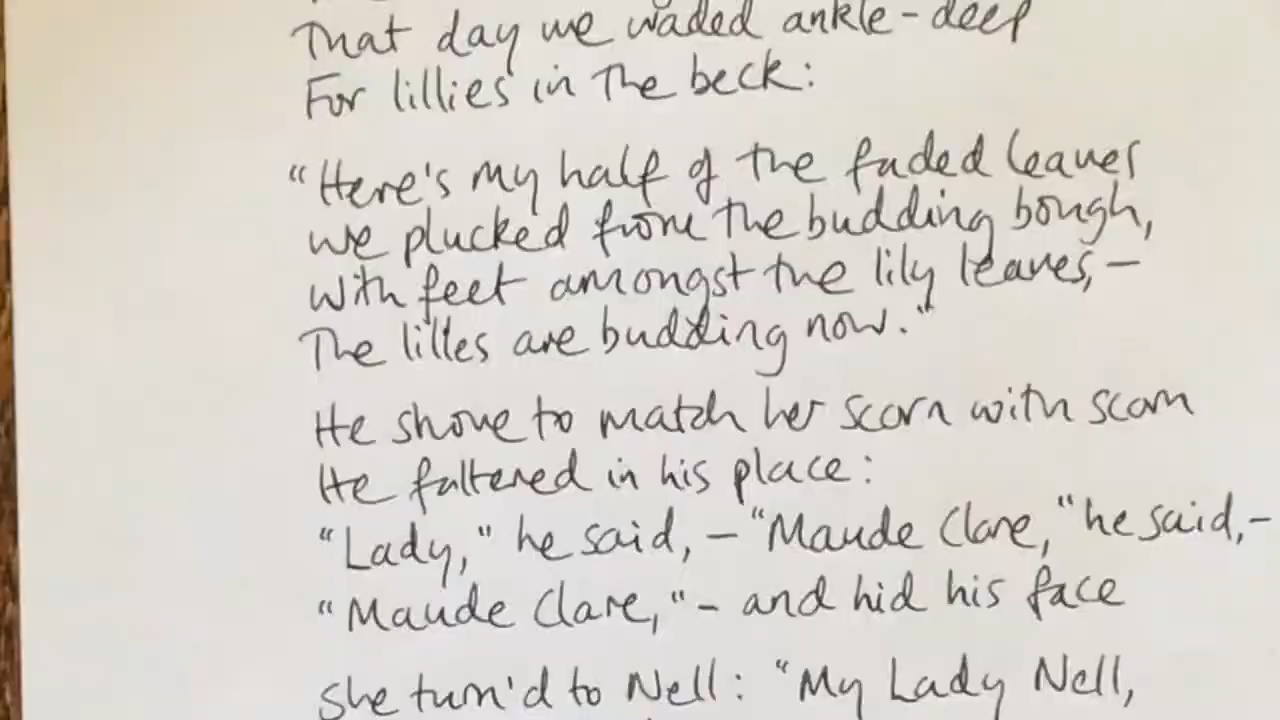 That day we waded ankle-deep
For lillies in The beck:
"Here's my half of the faded leaves
we plucked from the budding bough,
with feet amongst the lily leaves,-
The lilles are budding now."
He shove to match her scorn with scorn
He faltered in his place:
"Lady," he said,-"Maude Clare," he said,-
"Maude Clare,"- and hid his face
She turn'd to Nell: "My Lady Nell,